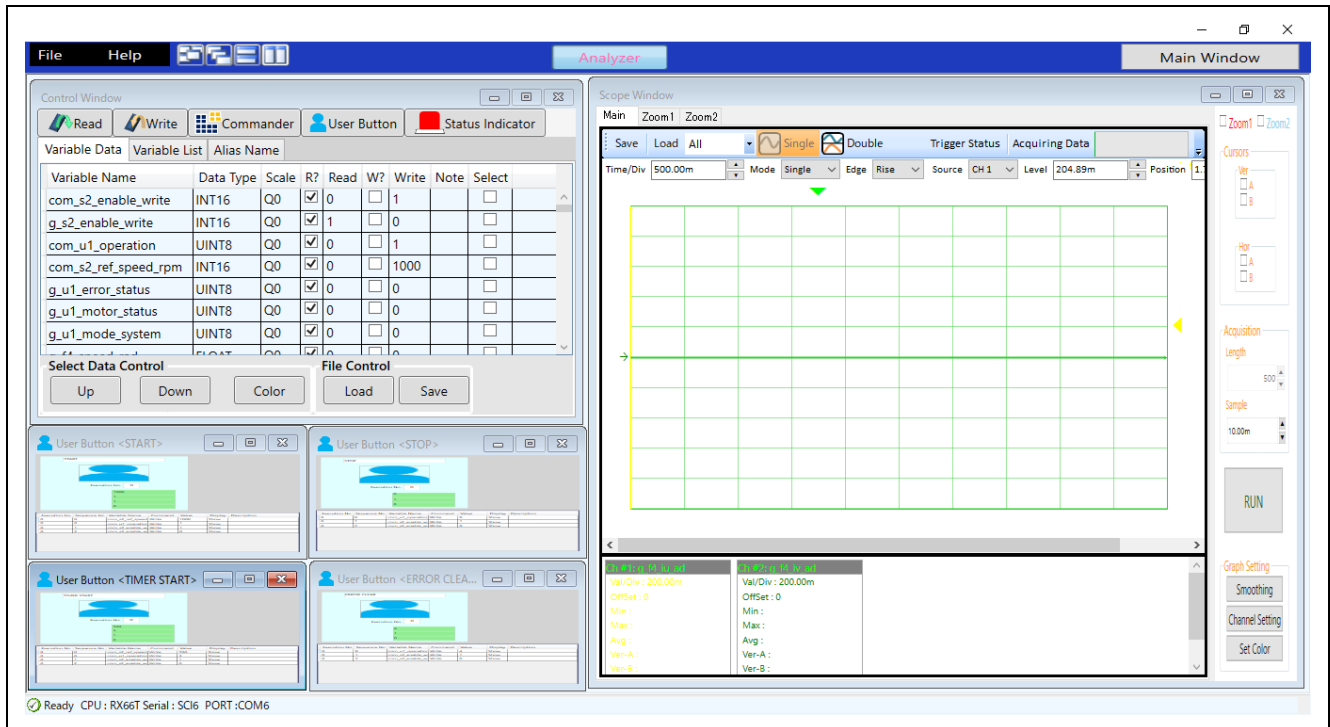 File Help Analyzer Main Window
Control Window
Read Write Commander User Button Status Indicator
Variable Data Variable List Alias Name
Variable Name Data Type Scale R? Read W? Write Note Select
com_s2_enable_write INT16 Q0 0 1
g_s2_enable_write INT16 Q0 1 0
com_u1_operation UINT8 Q0 0 1
com_s2_ref_speed_rpm INT16 Q0 0 1000
g_u1_error_status UINT8 Q0 0 0
g_u1_motor_status UINT8 Q0 0 0
g_u1_mode_system UINT8 Q0 0 0
Select Data Control
Up Down Color
File Control
Load Save
User Button <START>
User Button <STOP>
User Button <TIMER START>
User Button <ERROR CLEA...
Scope Window
Main Zoom1 Zoom2
Save Load All Single Double Trigger Status Acquiring Data
Time/Div 500.00m Mode Single Edge Rise Source CH 1 Level 204.89m Position 1.
Ch #1: g_f4_iu_ad
Val/Div : 200.00m
OffSet : 0
Min :
Max :
Avg :
Ver-A :
Ver-B :
Ch #2: g_f4_iv_ad
Val/Div : 200.00m
OffSet : 0
Min :
Max :
Avg :
Ver-A :
Ver-B :
Zoom1 Zoom2
Cursors
Ver
A
B
Hor
A
B
Acquisition
Length
500
Sample
10.00m
RUN
Graph Setting
Smoothing
Channel Setting
Set Color
Ready CPU : RX66T Serial : SCI6 PORT :COM6